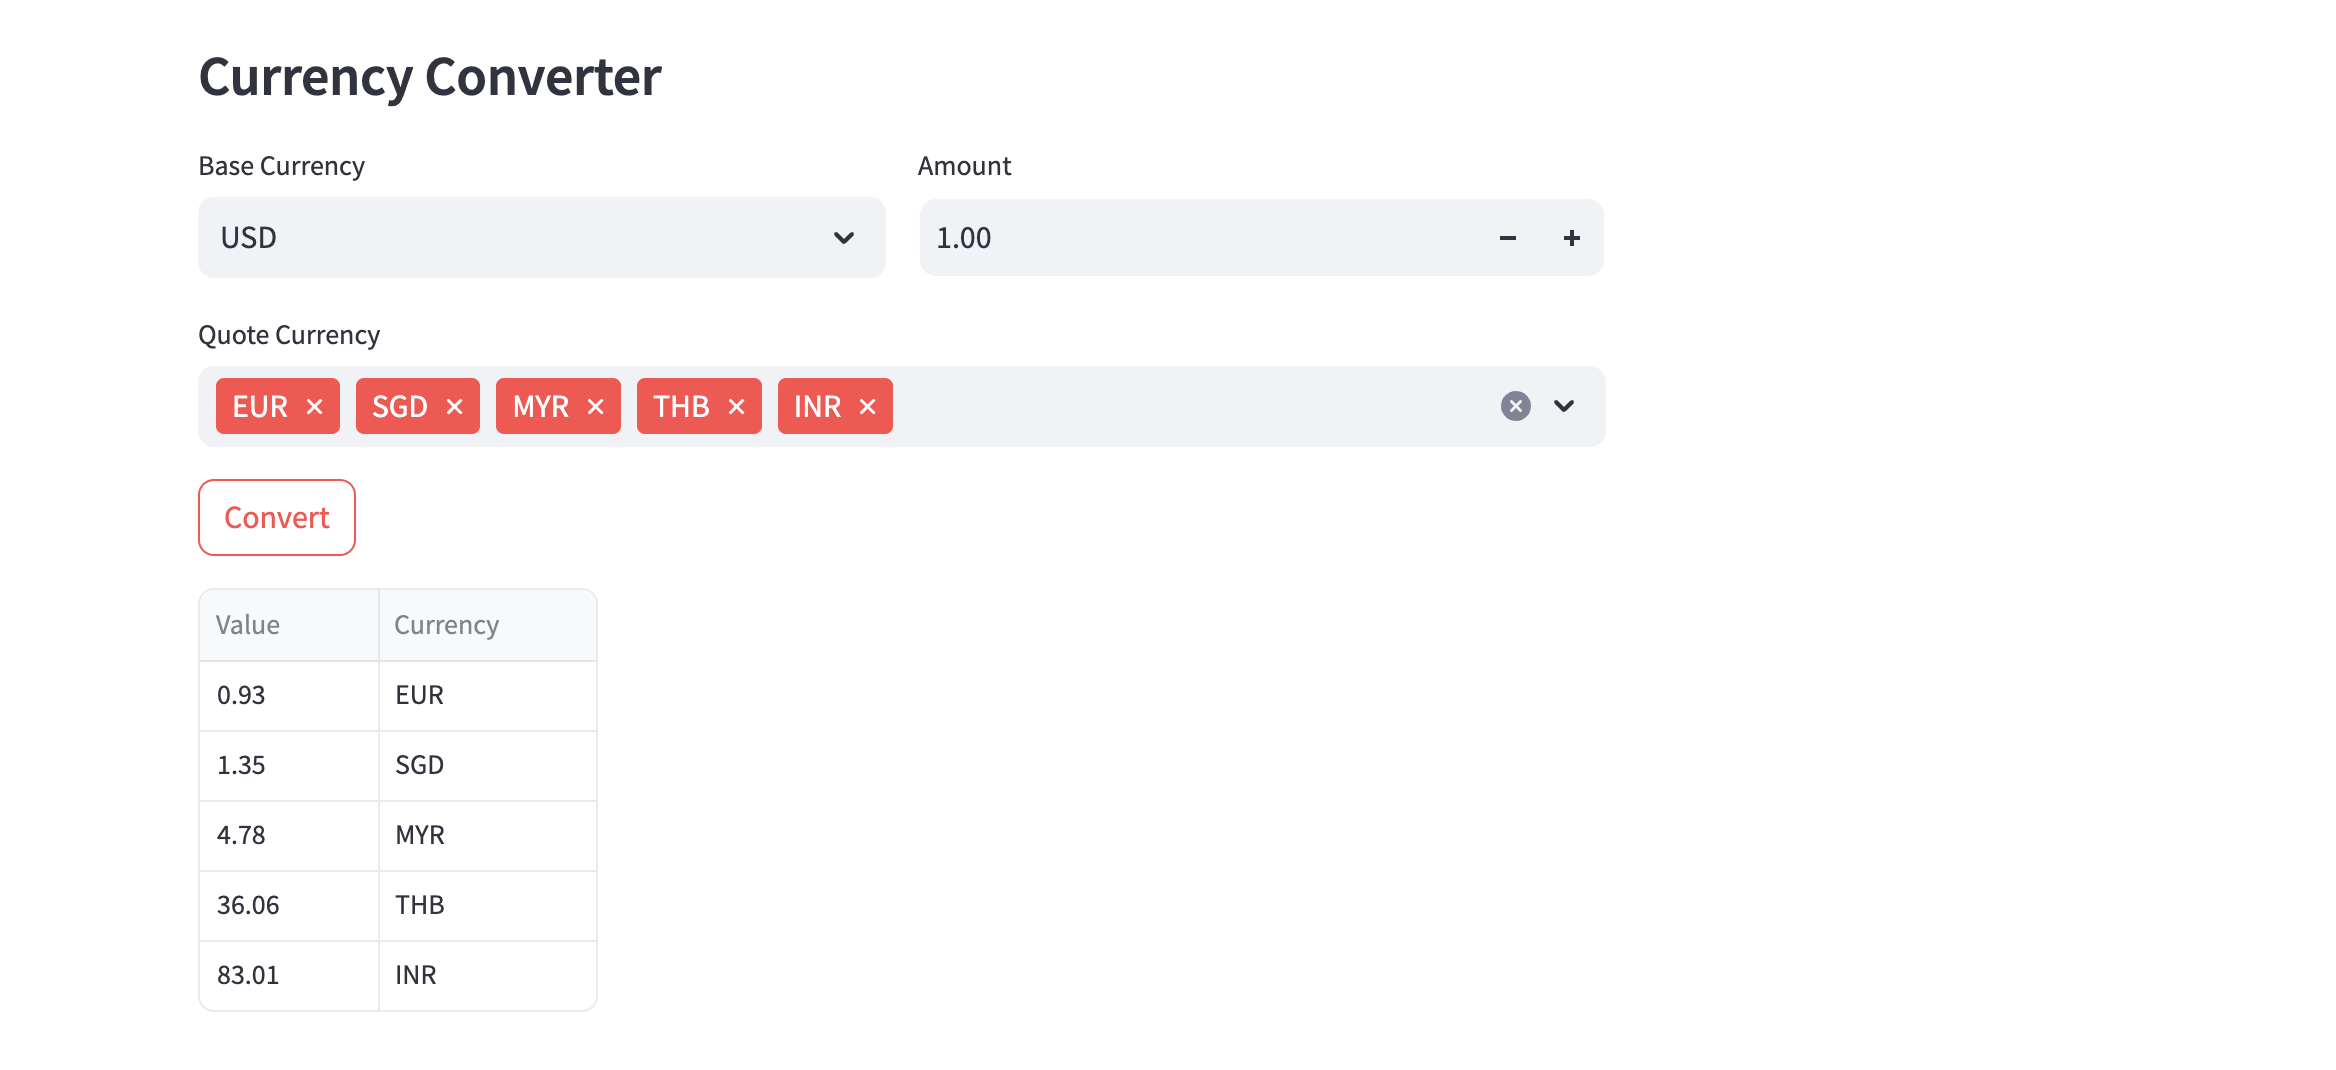 Currency Converter
Base Currency
Amount
USD
1.00
Quote Currency
EUR SGD MYR THB INR
Convert
Value Currency
0.93 EUR
1.35 SGD
4.78 MYR
36.06 THB
83.01 INR